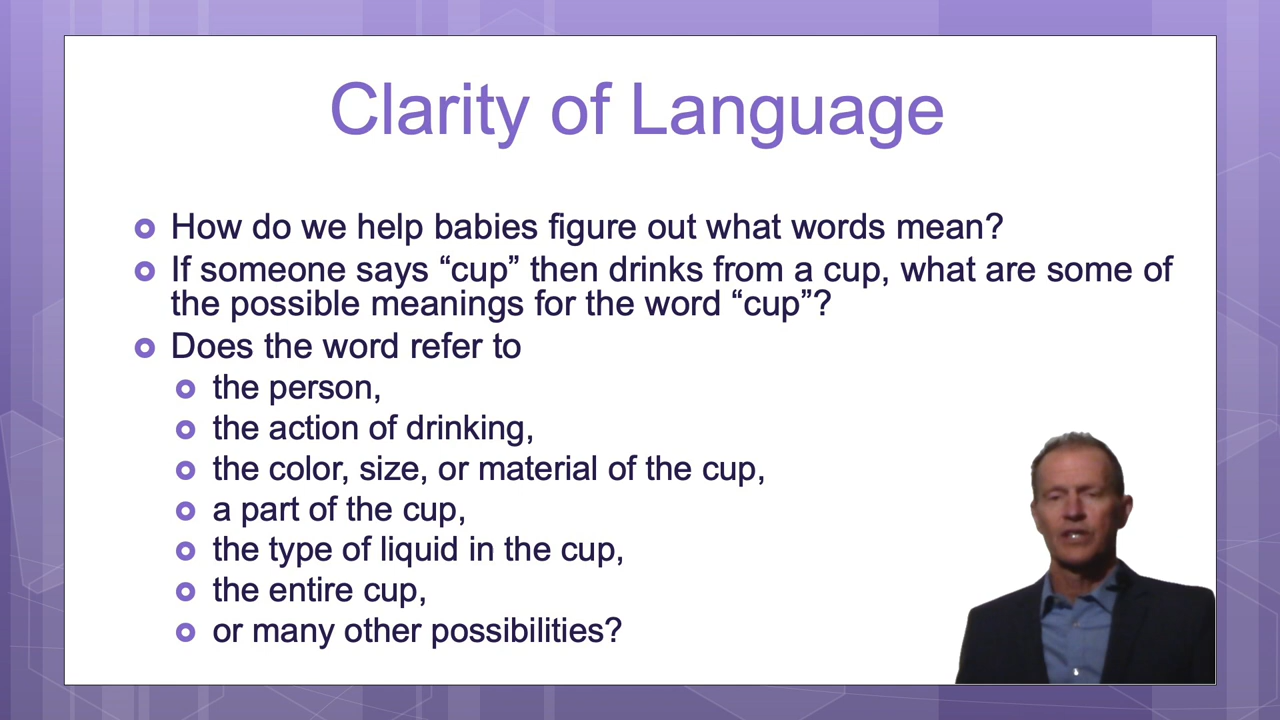 Clarity of Language
How do we help babies figure out what words mean?
If someone says “cup” then drinks from a cup, what are some of
the possible meanings for the word “cup”?
Does the word refer to
the person,
the action of drinking,
the color, size, or material of the cup,
a part of the cup,
the type of liquid in the cup,
the entire cup,
or many other possibilities?